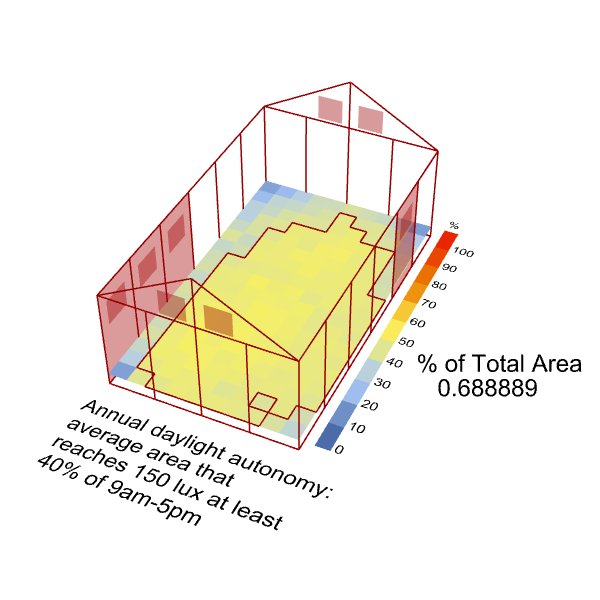 %
100
90
80
70
60
50
40
30
20
10
0
% of Total Area
0.688889
Annual daylight autonomy:
average area that
reaches 150 lux at least
40% of 9am-5pm